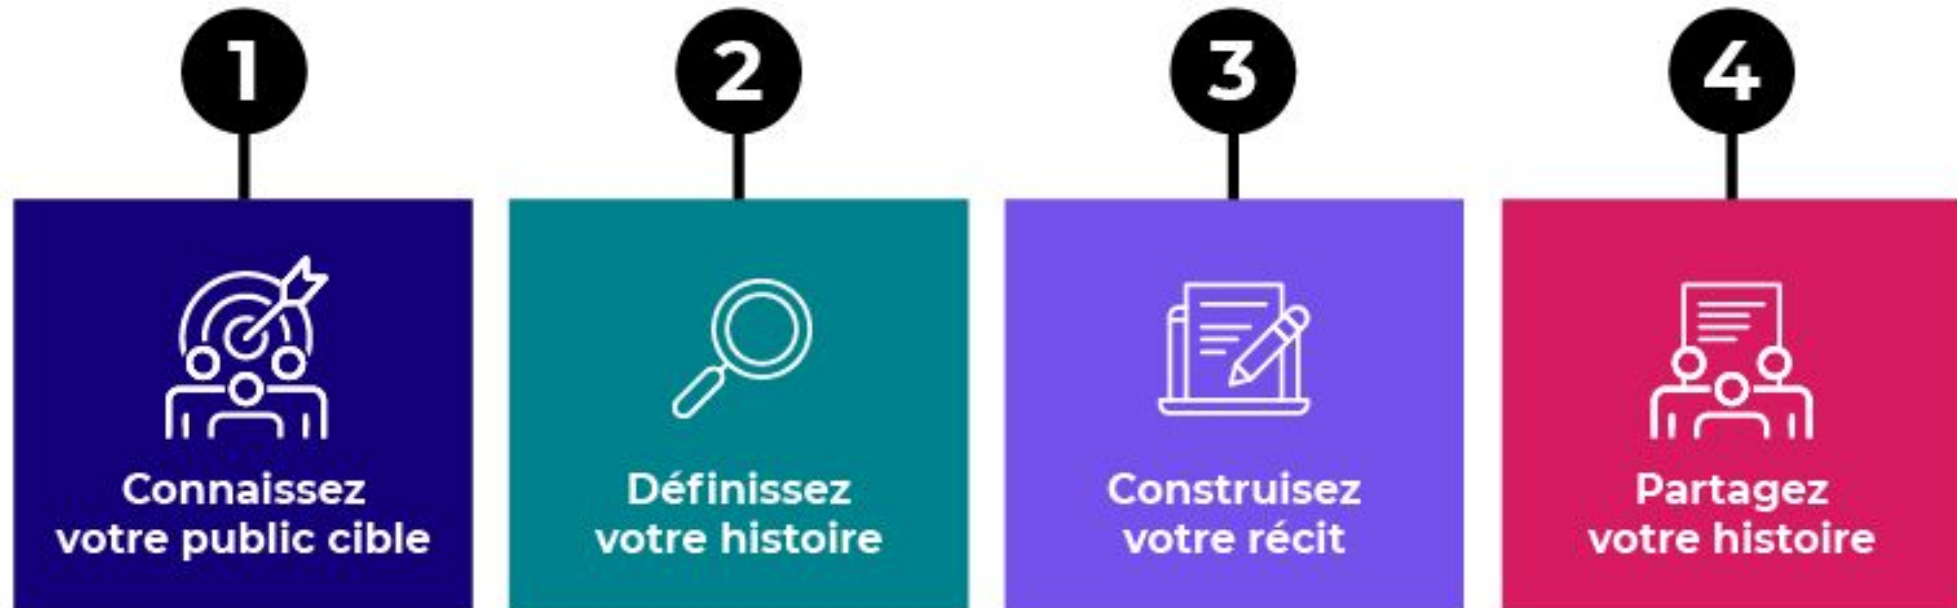 1
2
3
4
Connaissez
votre public cible
Définissez
votre histoire
Construisez
votre récit
Partagez
votre histoire